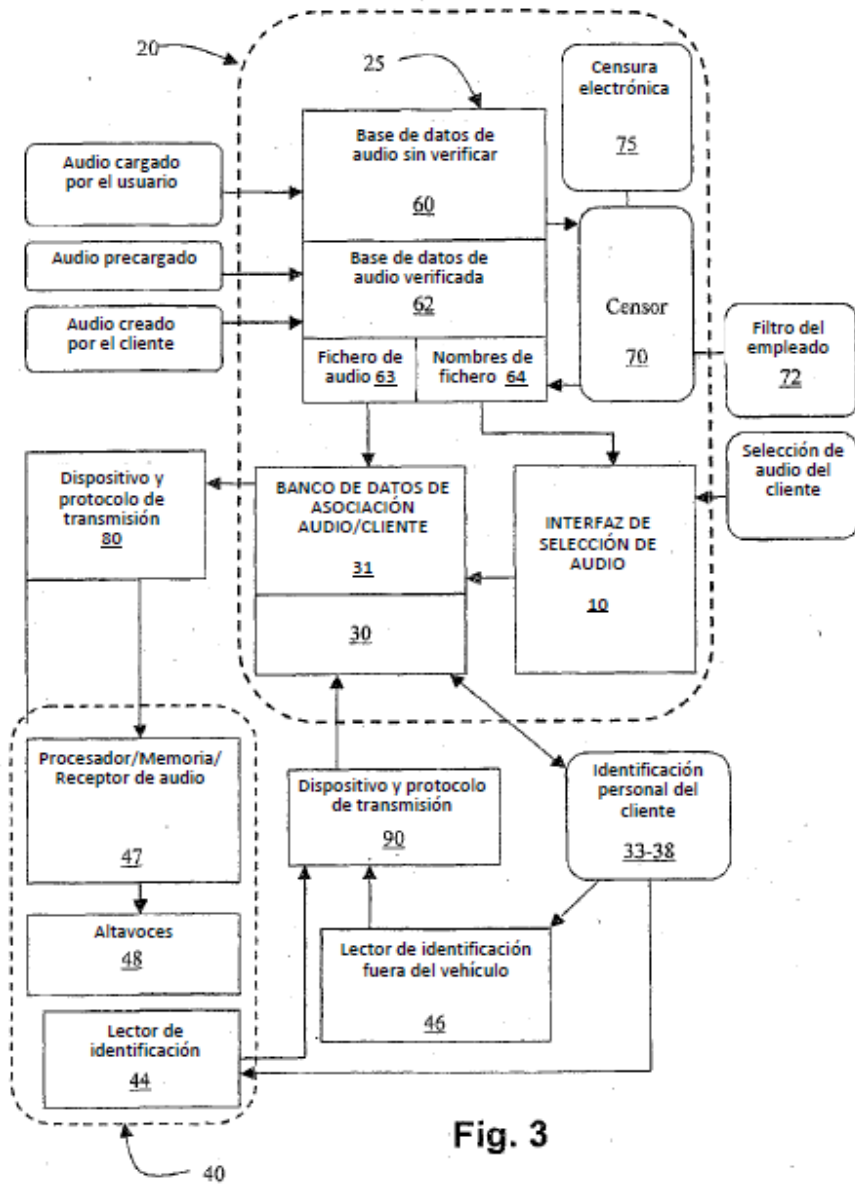 20
25
Censura
electrónica
75
Base de datos
de
audio sin verificar
60
Audio cargado
por el usuario
Base de datos
de
audio verificada
62
Audio precargado
Audio creado
por el cliente
Censor
70
Filtro del
empleado
72
Fichero de
audio 63
Nombres de
fichero 64
Selección de
audio del
cliente
Dispositivo y
protocolo de
transmisión
80
BANCO DE DATOS DE
ASOCIACIÓN
AUDIO/CLIENTE
31
30
INTERFAZ DE
SELECCIÓN DE
AUDIO
10
Procesador/Memoria/
Receptor de audio
47
Dispositivo y protocolo
de transmisión
90
Identificación
personal del
cliente
33-38
Altavoces
48
Lector de identificación
fuera del vehículo
46
Lector de
identificación
44
40
Fig. 3